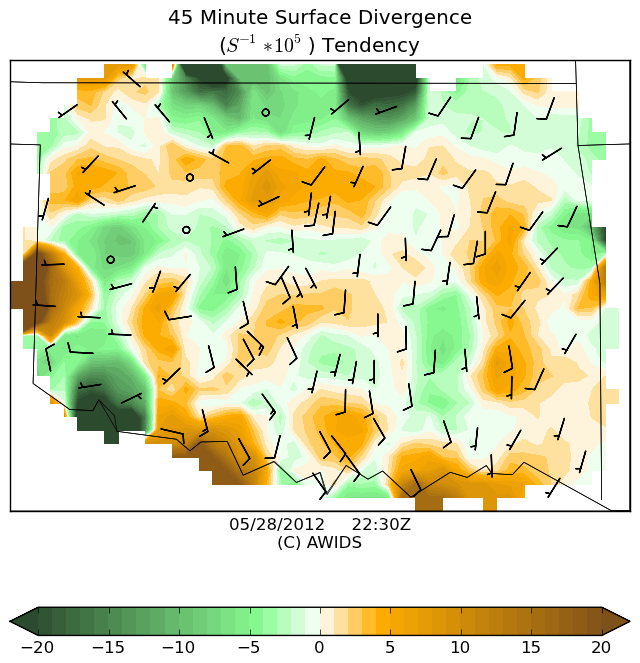 45 Minute Surface Divergence
(S⁻¹ ∗ 10⁵ ) Tendency
05/28/2012 22:30Z
(C) AWIDS
−20 −15 −10 −5 0 5 10 15 20